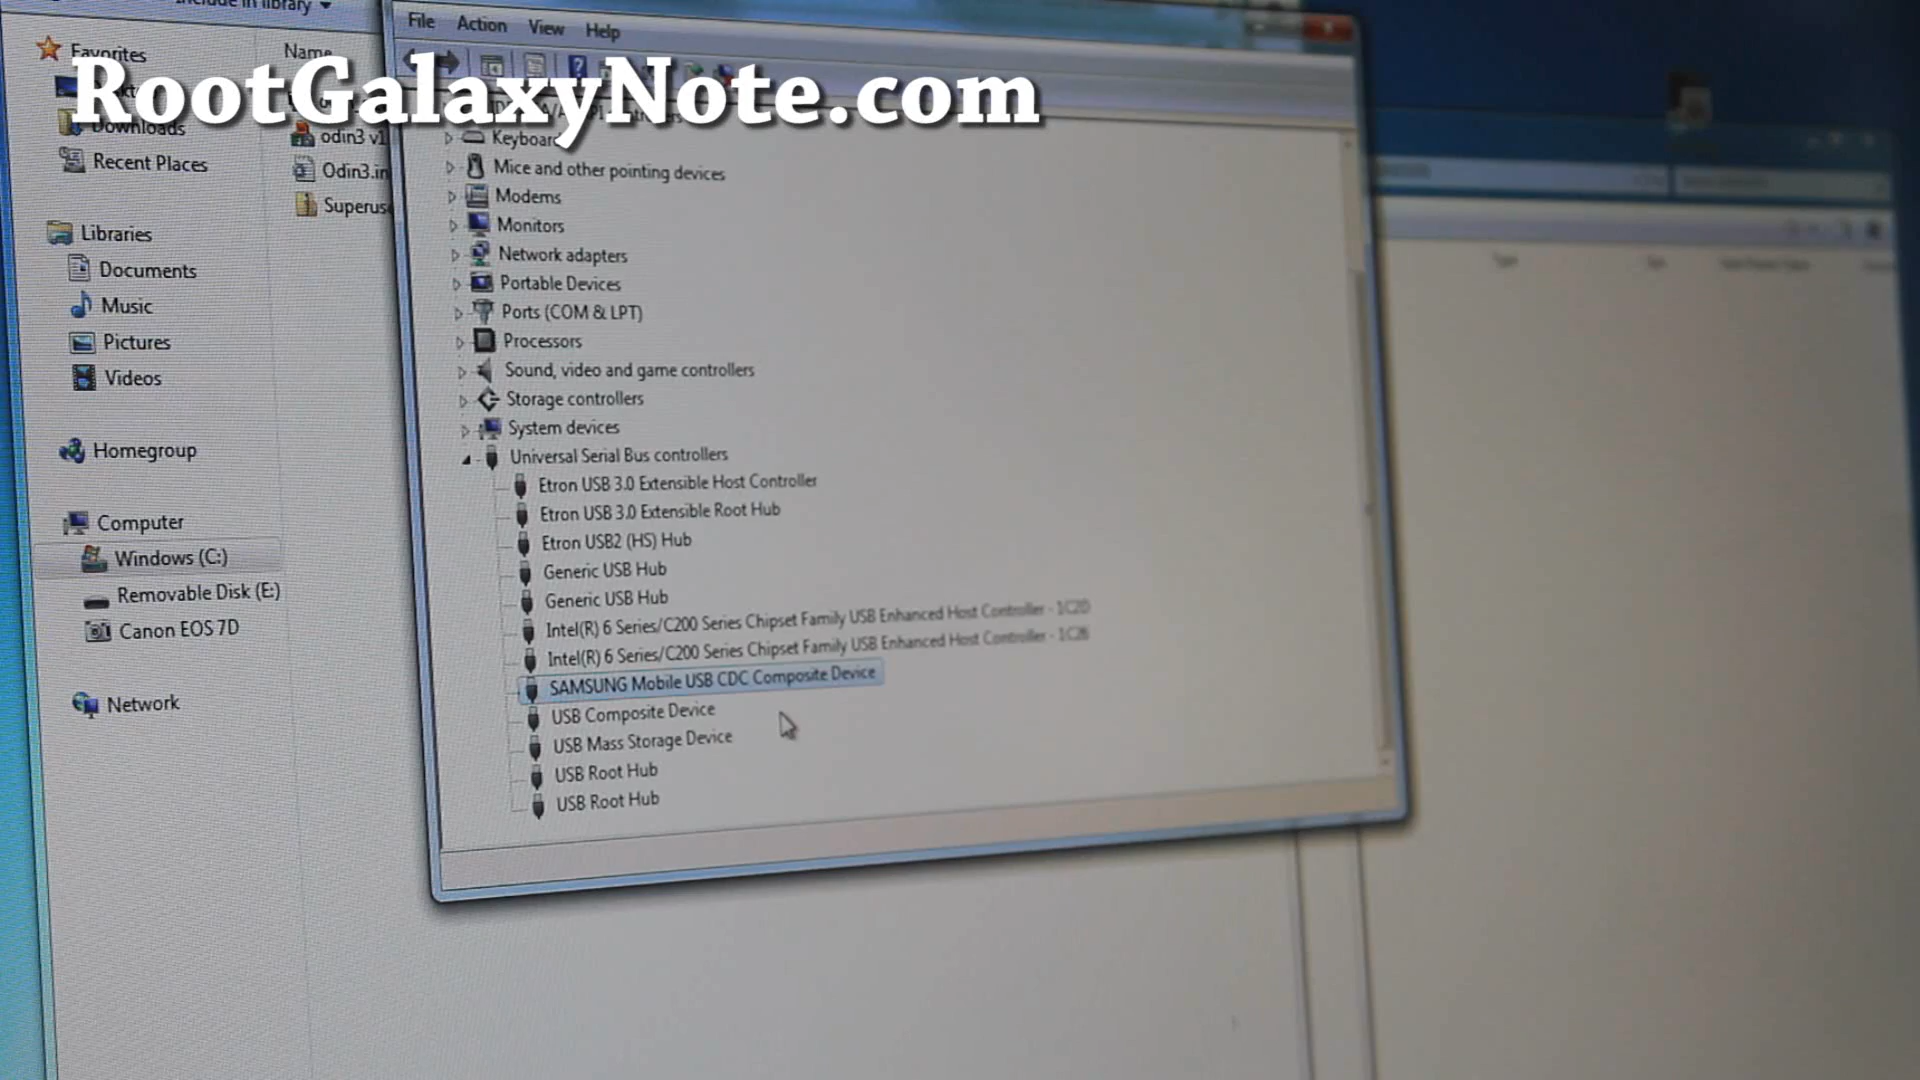 Include in library
Favorites
Downloads
Recent Places
Libraries
Documents
Music
Pictures
Videos
Homegroup
Computer
Windows (C:)
Removable Disk (E:)
Canon EOS 7D
Network
Name
odin3 v1
Odin3.in
Superus
RootGalaxyNote.com
File Action View Help
Keyboar
Mice and other pointing devices
Modems
Monitors
Network adapters
Portable Devices
Ports (COM & LPT)
Processors
Sound, video and game controllers
Storage controllers
System devices
Universal Serial Bus controllers
Etron USB 3.0 Extensible Host Controller
Etron USB 3.0 Extensible Root Hub
Etron USB2 (HS) Hub
Generic USB Hub
Generic USB Hub
Intel(R) 6 Series/C200 Series Chipset Family USB Enhanced Host Controller - 1C2D
Intel(R) 6 Series/C200 Series Chipset Family USB Enhanced Host Controller - 1C26
SAMSUNG Mobile USB CDC Composite Device
USB Composite Device
USB Mass Storage Device
USB Root Hub
USB Root Hub